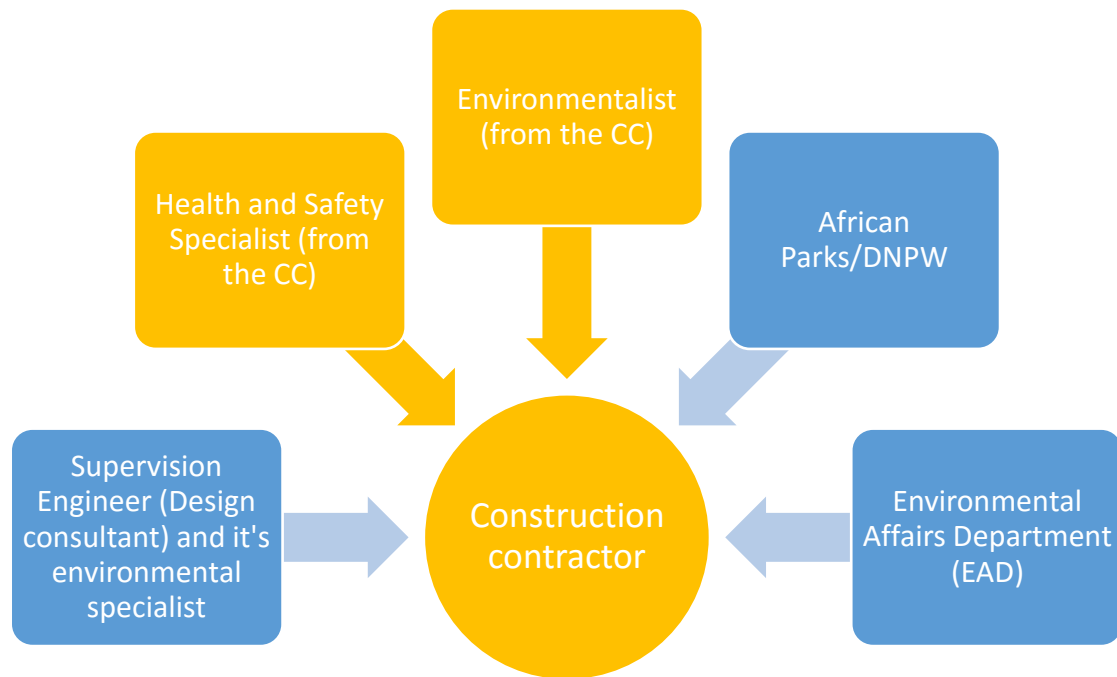 Environmentalist
(from the CC)
Health and Safety
Specialist (from
the CC)
African
Parks/DNPW
Supervision
Engineer (Design
consultant) and it's
environmental
specialist
Construction
contractor
Environmental
Affairs Department
(EAD)